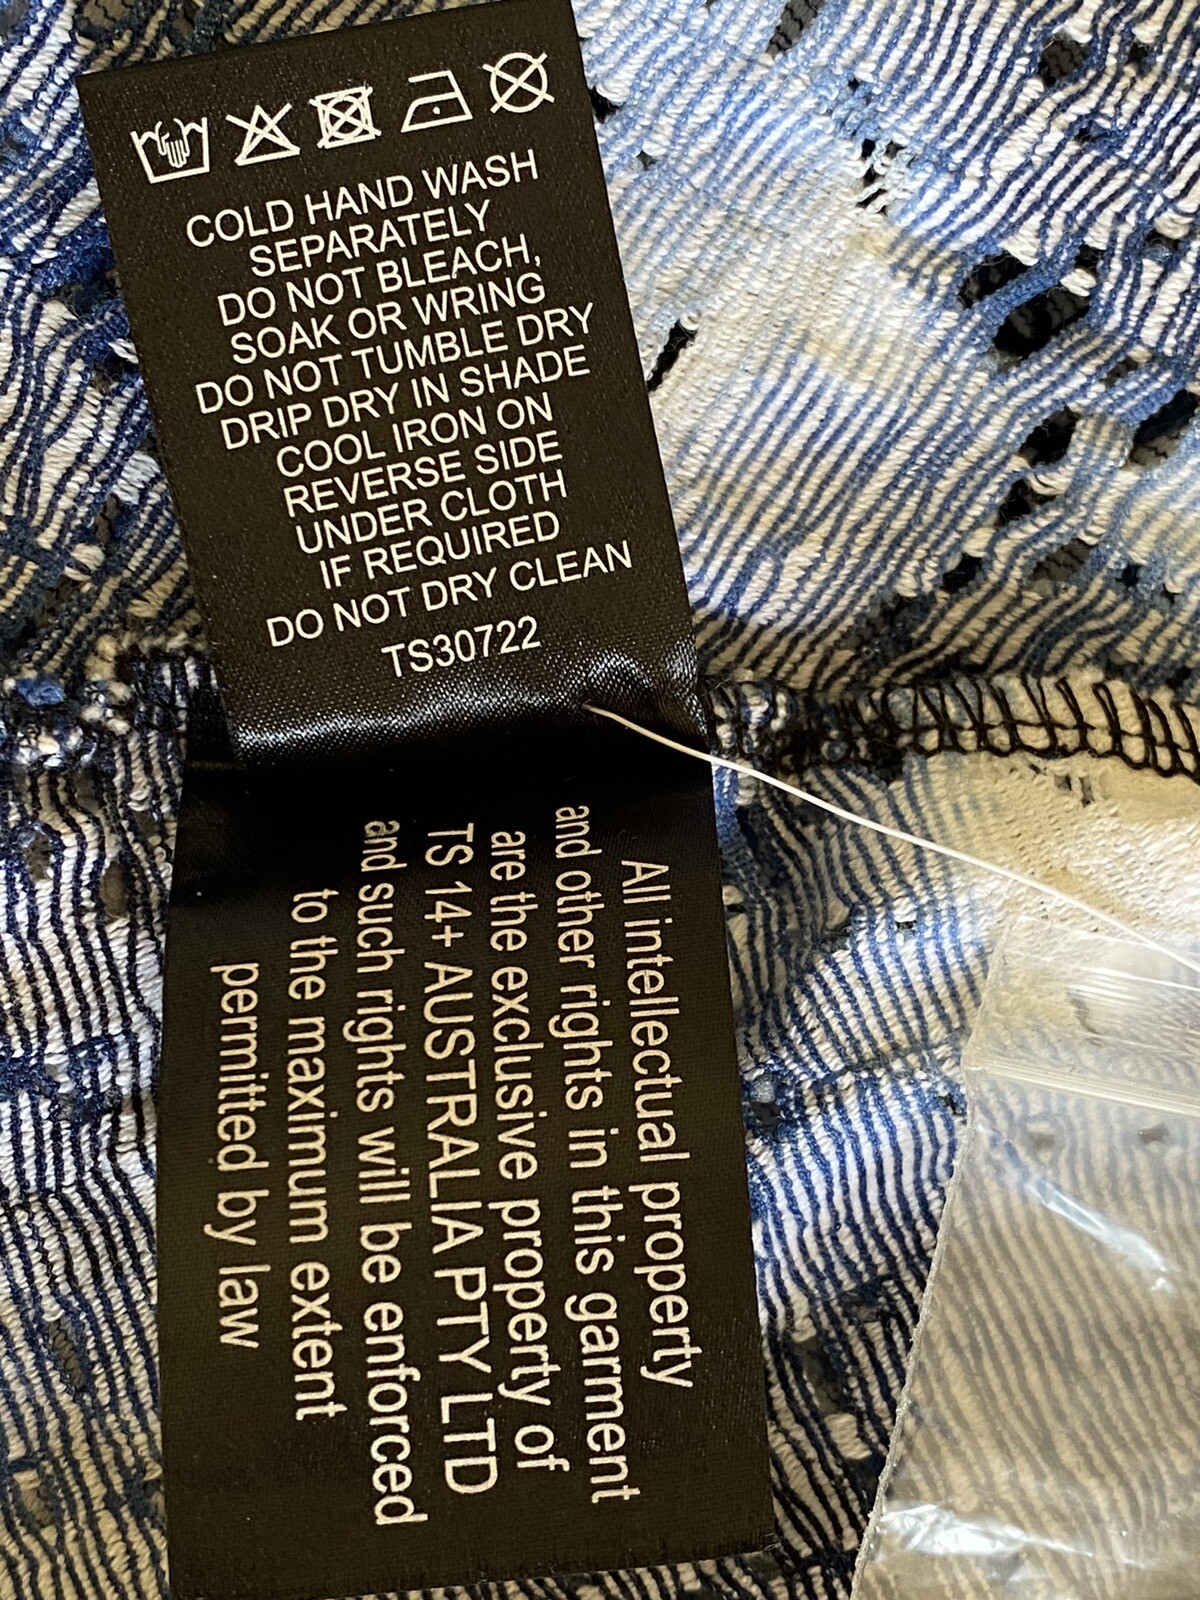 COLD HAND WASH
SEPARATELY
DO NOT BLEACH,
SOAK OR WRING
DO NOT TUMBLE DRY
DRIP DRY IN SHADE
COOL IRON ON
REVERSE SIDE
UNDER CLOTH
IF REQUIRED
DO NOT DRY CLEAN
TS30722
All intellectual property
and other rights in this garment
are the exclusive property of
TS 14+ AUSTRALIA PTY LTD
and such rights will be enforced
to the maximum extent
permitted by law